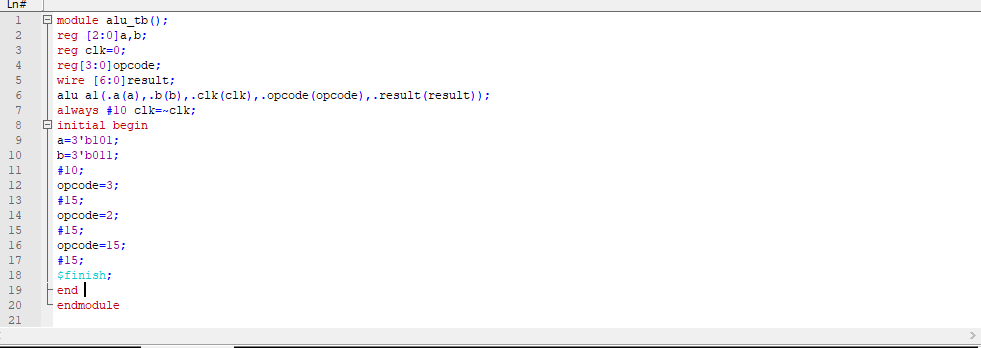 Ln#
1 module alu_tb();
2 reg [2:0]a,b;
3 reg clk=0;
4 reg[3:0]opcode;
5 wire [6:0]result;
6 alu a1(.a(a),.b(b),.clk(clk),.opcode(opcode),.result(result));
7 always #10 clk=~clk;
8 initial begin
9 a=3'b101;
10 b=3'b011;
11 #10;
12 opcode=3;
13 #15;
14 opcode=2;
15 #15;
16 opcode=15;
17 #15;
18 $finish;
19 end
20 endmodule
21